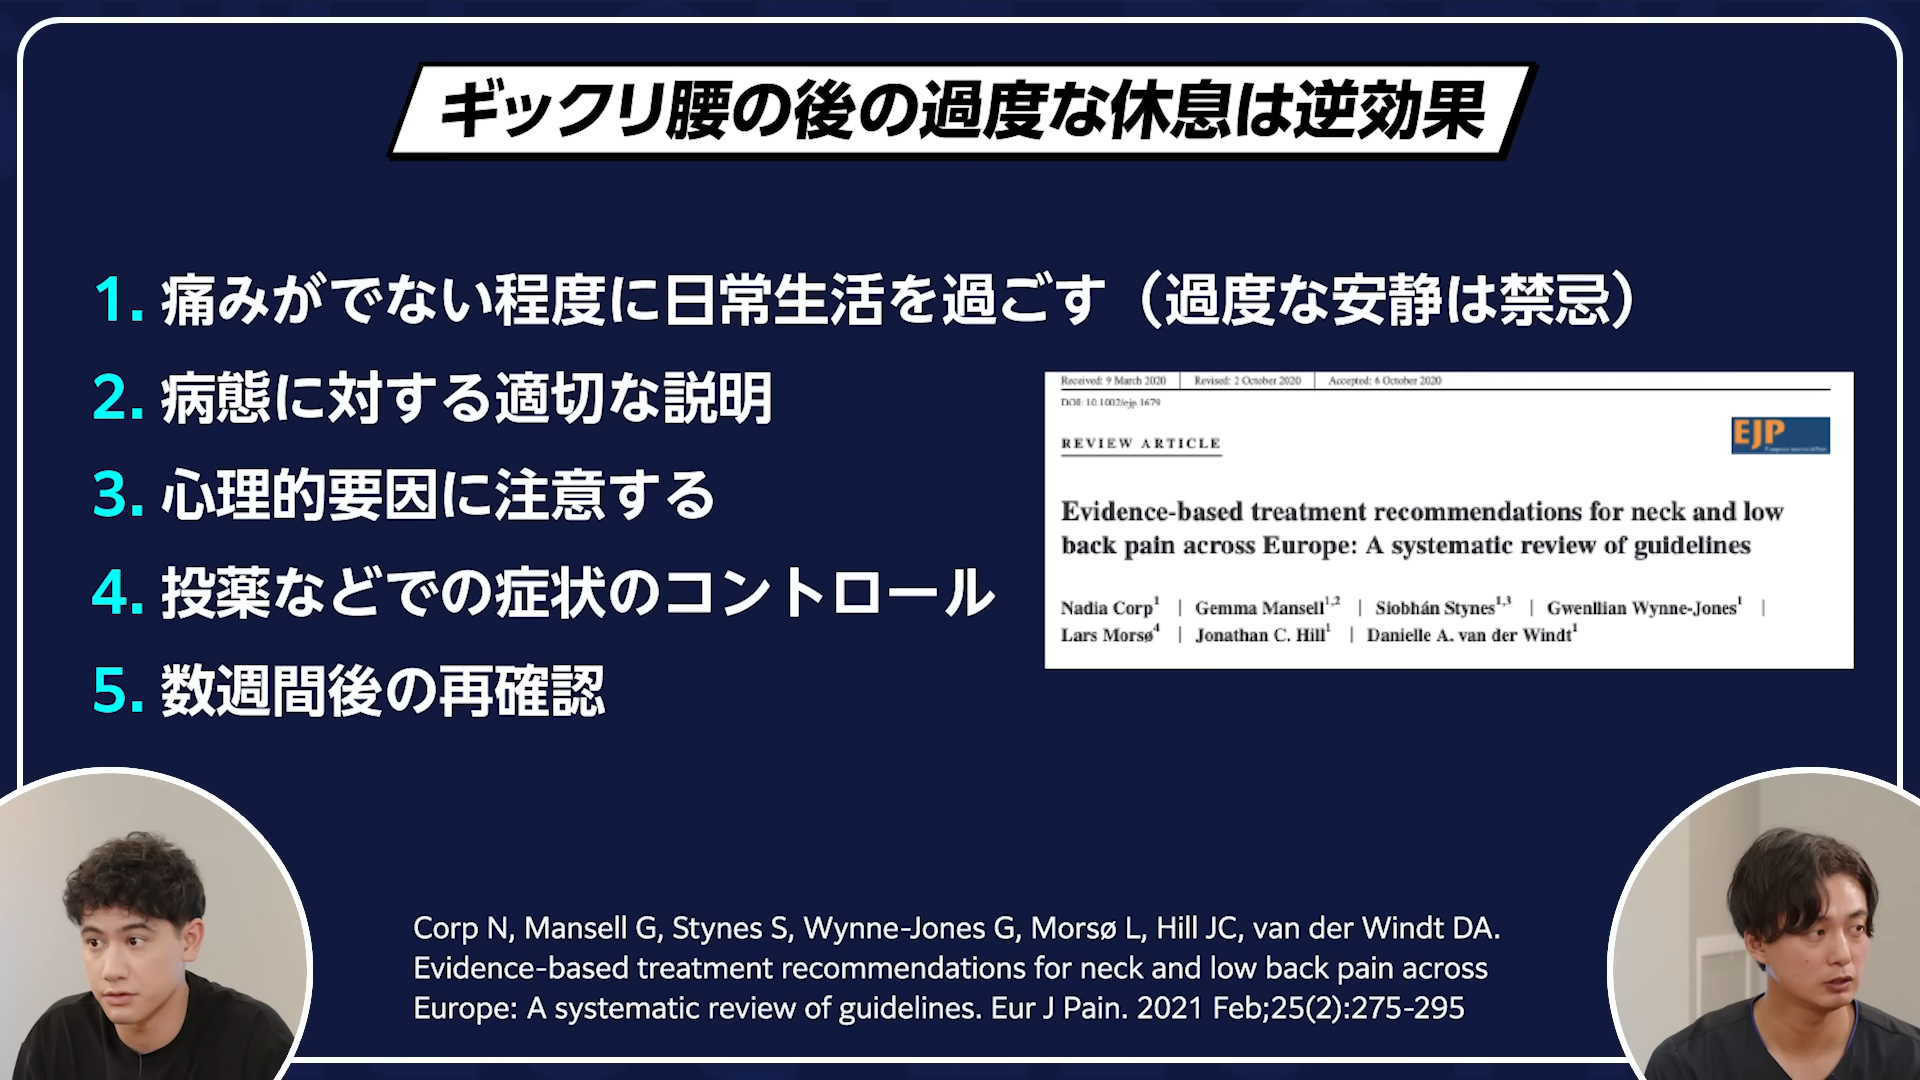 ギックリ腰の後の過度な休息は逆効果
1. 痛みがでない程度に日常生活を過ごす（過度な安静は禁忌）
2. 病態に対する適切な説明
3. 心理的要因に注意する
4. 投薬などでの症状のコントロール
5. 数週間後の再確認
Received: 9 March 2020 | Revised: 2 October 2020 | Accepted: 6 October 2020
DOI: 10.1002/ejp.1679
REVIEW ARTICLE
EJP
Evidence-based treatment recommendations for neck and low
back pain across Europe: A systematic review of guidelines
Nadia Corp1 | Gemma Mansell1,2 | Siobhán Stynes1,3 | Gwenllian Wynne-Jones1 |
Lars Morsø4 | Jonathan C. Hill1 | Danielle A. van der Windt1
Corp N, Mansell G, Stynes S, Wynne-Jones G, Morsø L, Hill JC, van der Windt DA.
Evidence-based treatment recommendations for neck and low back pain across
Europe: A systematic review of guidelines. Eur J Pain. 2021 Feb;25(2):275-295